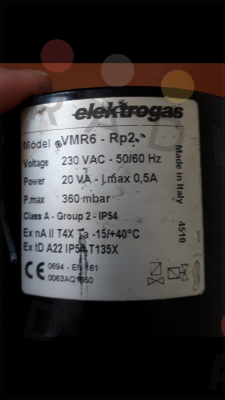 elektrogas
Model VMR6 - Rp2
Voltage 230 VAC - 50/60 Hz
Power 20 VA - I.max 0,5A
P.max 360 mbar
Class A - Group 2 - IP54
Ex nA II T4X Ta -15/+40°C
Ex tD A22 IP54 T135X
CE 0694 - EN 161
0063AQ1350
Made in Italy
4510